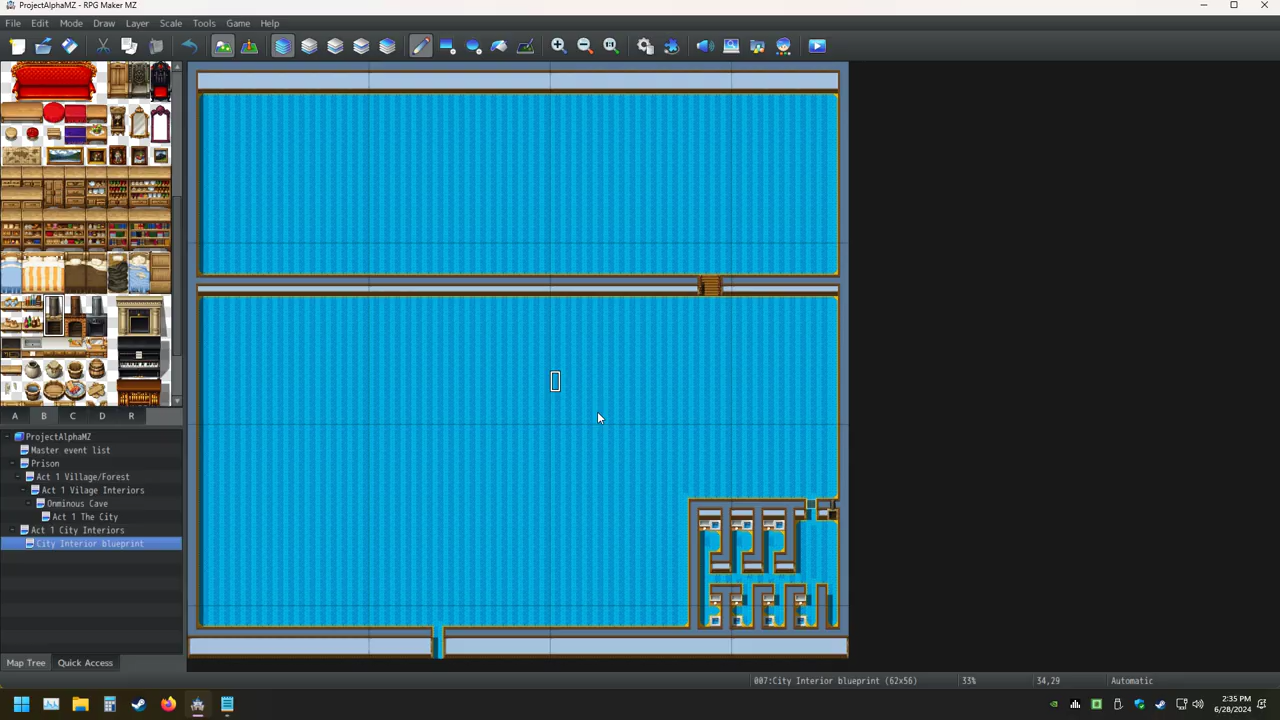 ProjectAlphaMZ - RPG Maker MZ
File Edit Mode Draw Layer Scale Tools Game Help
A B C D R
ProjectAlphaMZ
Master event list
Prison
Act 1 Village/Forest
Act 1 Vilage Interiors
Onminous Cave
Act 1 The City
Act 1 City Interiors
City Interior blueprint
Map Tree Quick Access
007:City Interior blueprint (62x56) 33% 34,29 Automatic
2:35 PM
6/28/2024